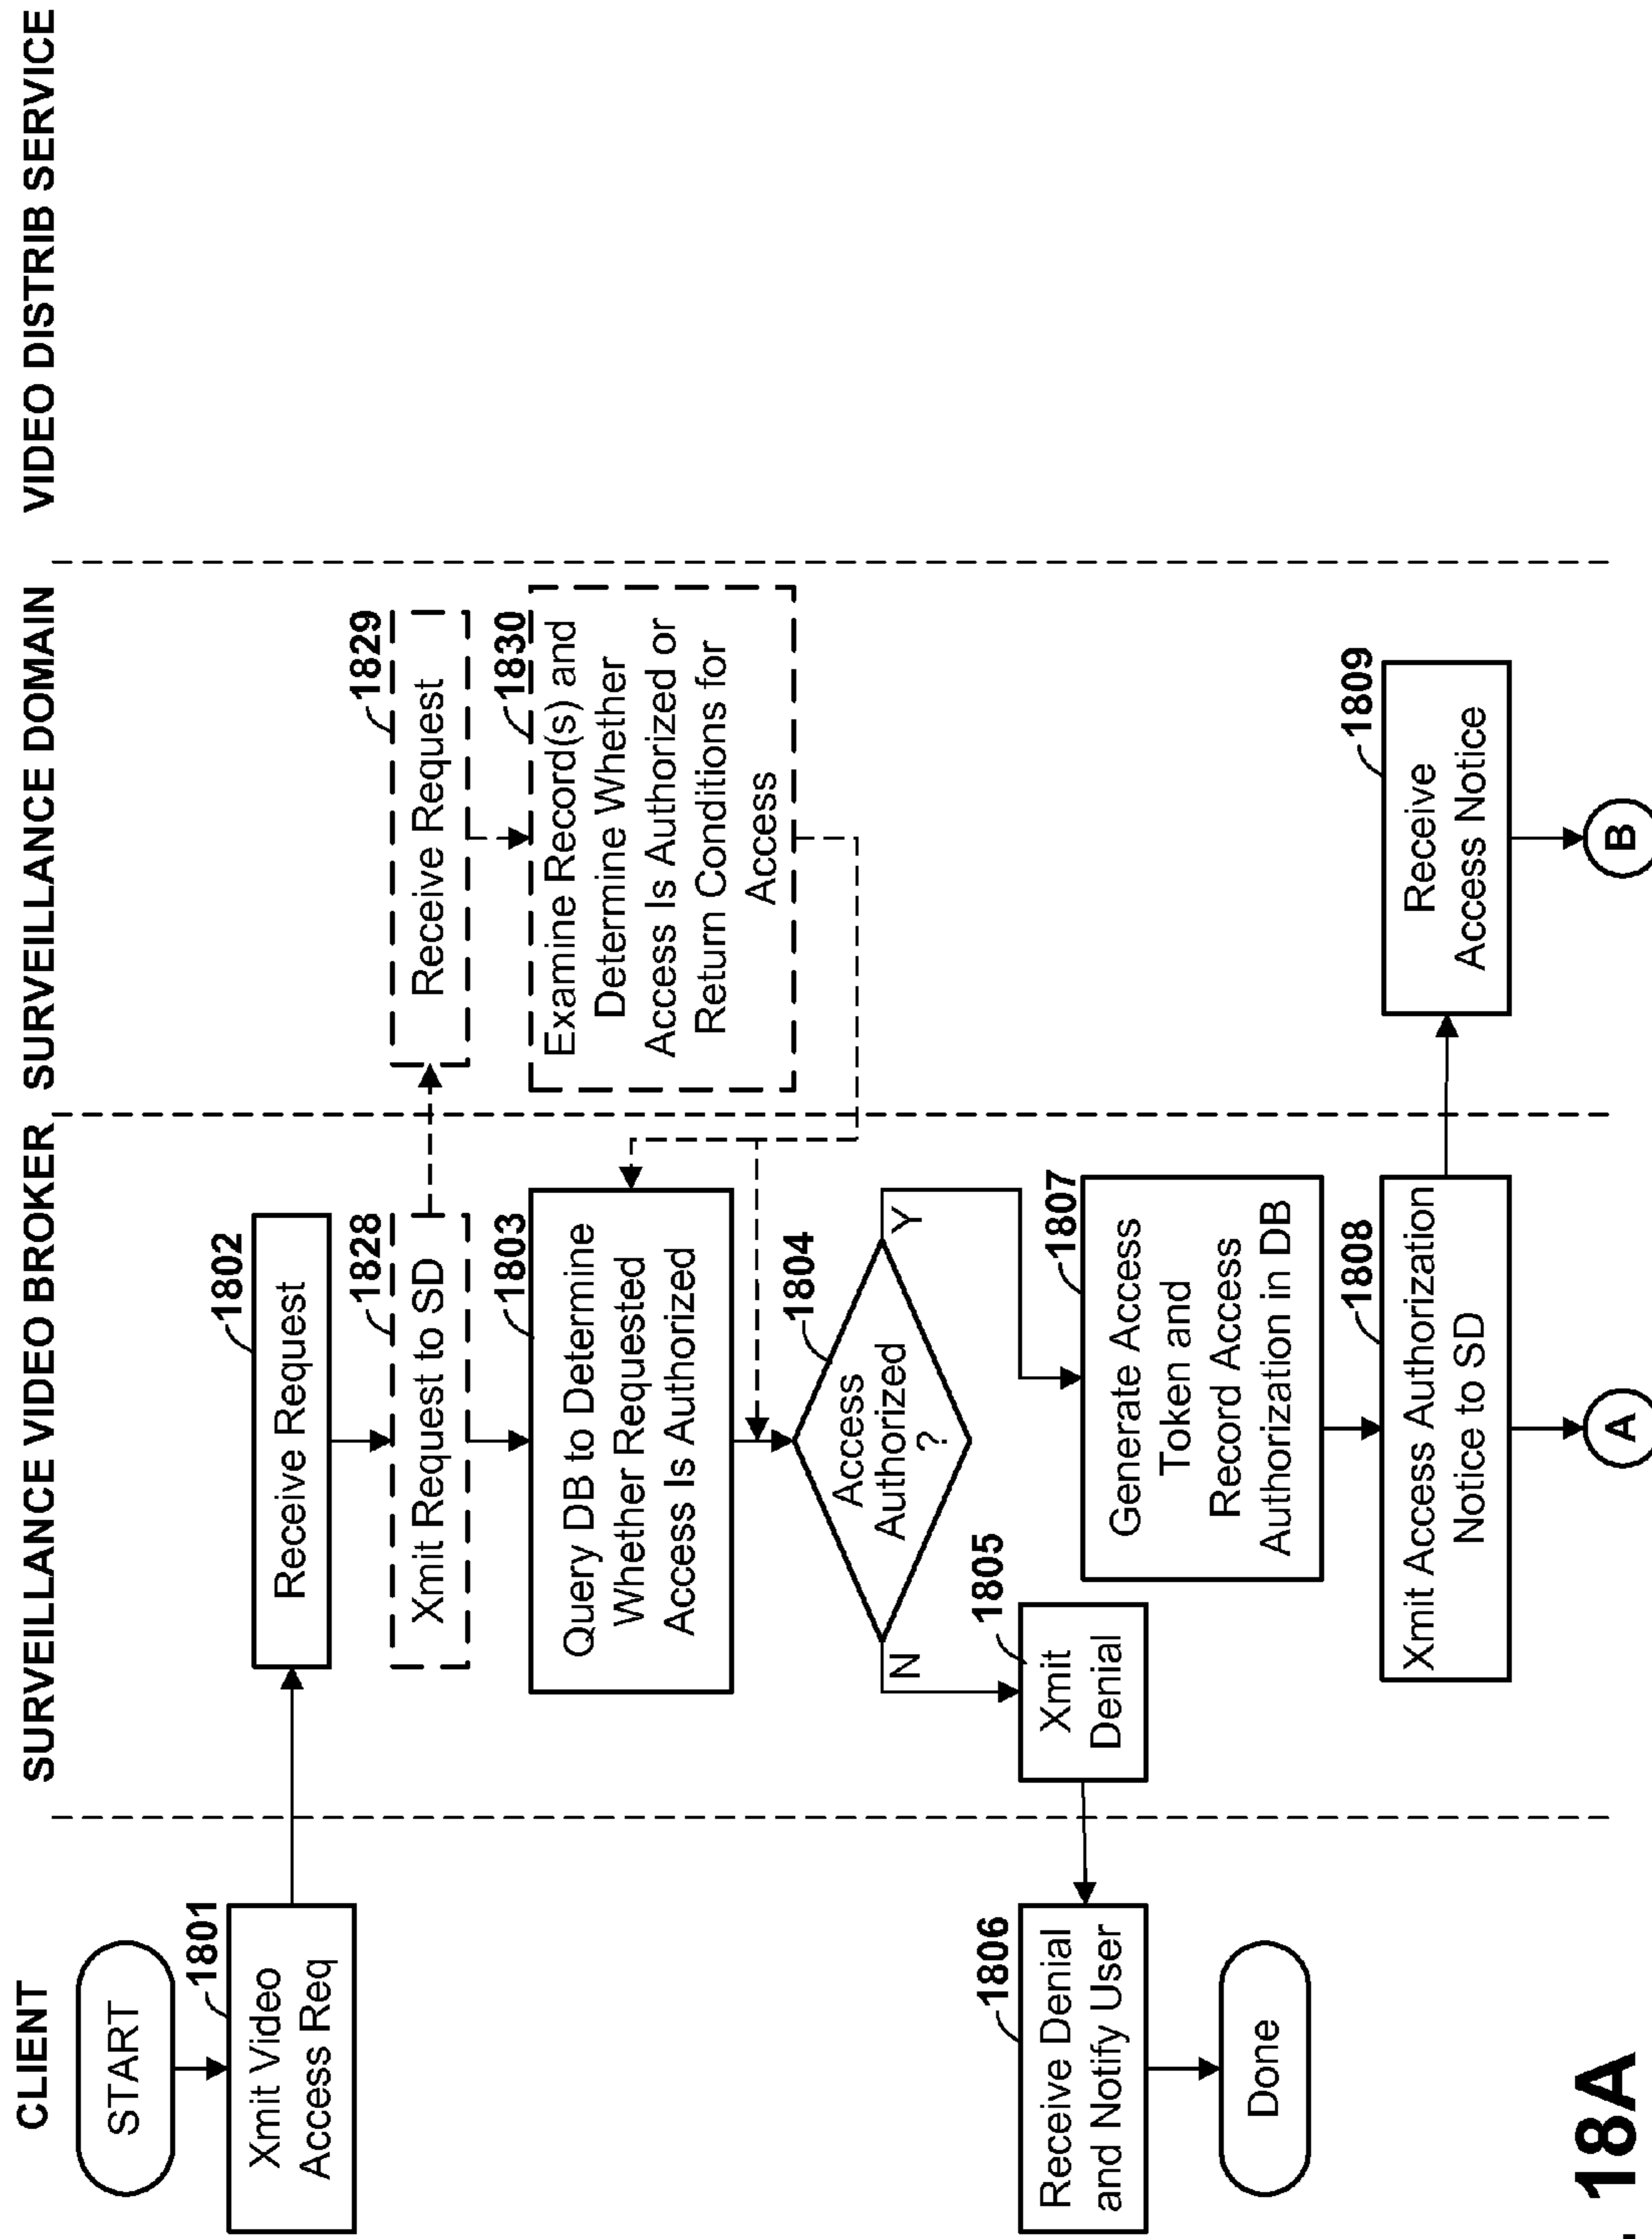 CLIENT
SURVEILLANCE VIDEO BROKER
SURVEILLANCE DOMAIN
VIDEO DISTRIB SERVICE
START
1801
Xmit Video
Access Req
1802
Receive Request
1828
Xmit Request to SD
1829
Receive Request
1803
Query DB to Determine
Whether Requested
Access Is Authorized
1830
Examine Record(s) and
Determine Whether
Access Is Authorized or
Return Conditions for
Access
1804
Access
Authorized
?
N
Y
1805
Xmit
Denial
1806
Receive Denial
and Notify User
Done
1807
Generate Access
Token and
Record Access
Authorization in DB
1808
Xmit Access Authorization
Notice to SD
1809
Receive
Access Notice
A
B
18A